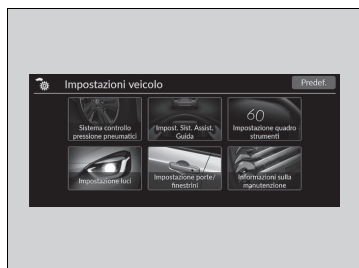 Impostazioni veicolo
Predef.
Sistema controllo
pressione pneumatici
Impost. Sist. Assist.
Guida
60
Impostazione quadro
strumenti
Impostazione luci
Impostazione porte/
finestrini
Informazioni sulla
manutenzione